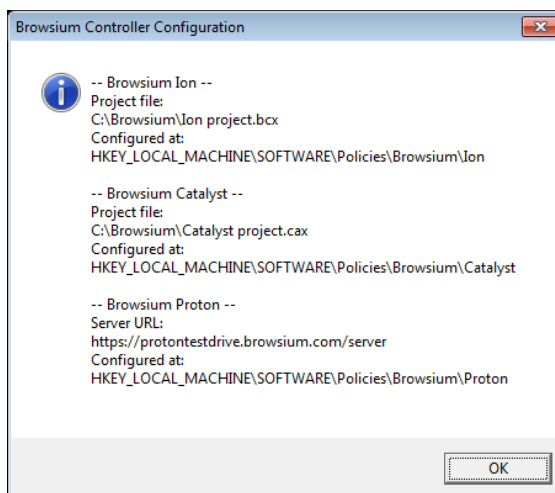 Browsium Controller Configuration
-- Browsium Ion --
Project file:
C:\Browsium\Ion project.bcx
Configured at:
HKEY_LOCAL_MACHINE\SOFTWARE\Policies\Browsium\Ion
-- Browsium Catalyst --
Project file:
C:\Browsium\Catalyst project.cax
Configured at:
HKEY_LOCAL_MACHINE\SOFTWARE\Policies\Browsium\Catalyst
-- Browsium Proton --
Server URL:
https://protontestdrive.browsium.com/server
Configured at:
HKEY_LOCAL_MACHINE\SOFTWARE\Policies\Browsium\Proton
OK